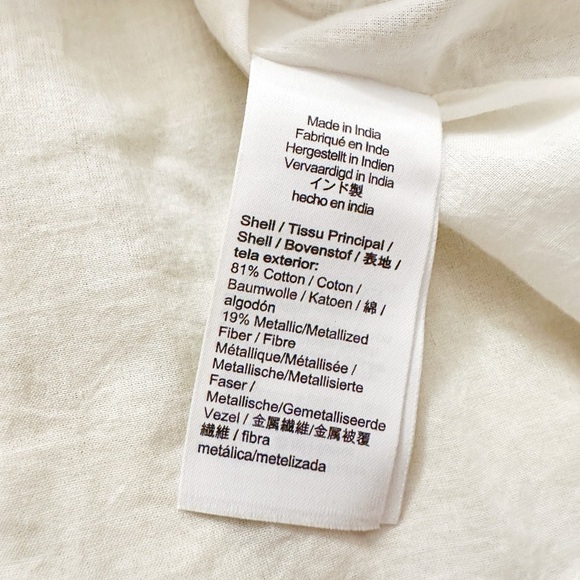 Made in India
Fabriqué en Inde
Hergestellt in Indien
Vervaardigd in India
インド製
hecho en india
Shell / Tissu Principal /
Shell / Bovenstof / 表地 /
tela exterior:
81% Cotton / Coton /
Baumwolle / Katoen / 綿 /
algodón
19% Metallic/Metallized
Fiber / Fibre
Métallique/Métallisée /
Metallische/Metallisierte
Faser /
Metallische/Gemetalliseerde
Vezel / 金属繊維/金属被覆
繊維 / fibra
metálica/metelizada